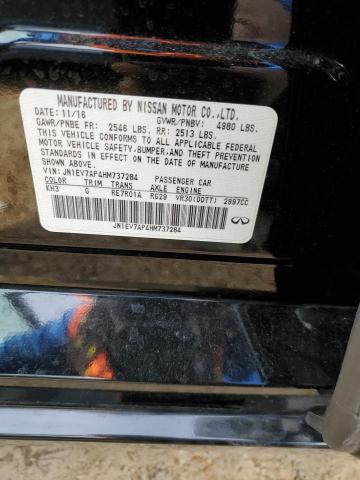 MANUFACTURED BY NISSAN MOTOR CO.,LTD.
DATE: 11/16 GVWR/PNBV: 4980 LBS.
GAWR/PNBE FR: 2546 LBS. RR: 2513 LBS.
THIS VEHICLE CONFORMS TO ALL APPLICABLE FEDERAL
MOTOR VEHICLE SAFETY,BUMPER,AND THEFT PREVENTION
STANDARDS IN EFFECT ON THE DATE OF MANUFACTURE
SHOWN ABOVE.
VIN: JN1EV7AP4HM737284 PASSENGER CAR
COLOR TRIM TRANS AXLE ENGINE
KH3 G RE7R01A RG29 VR30(DDTT) 2997CC
JN1EV7AP4HM737284
INFINITI